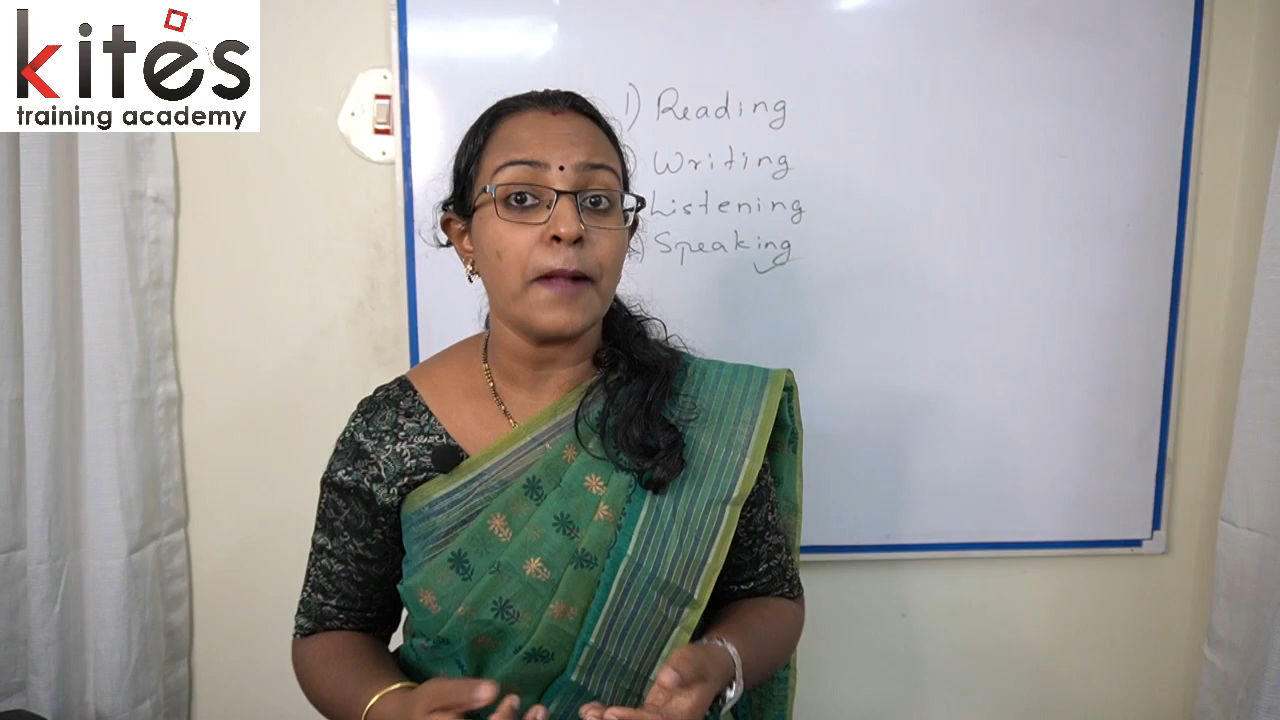 kites
training academy
1) Reading
) Writing
Listening
) Speaking